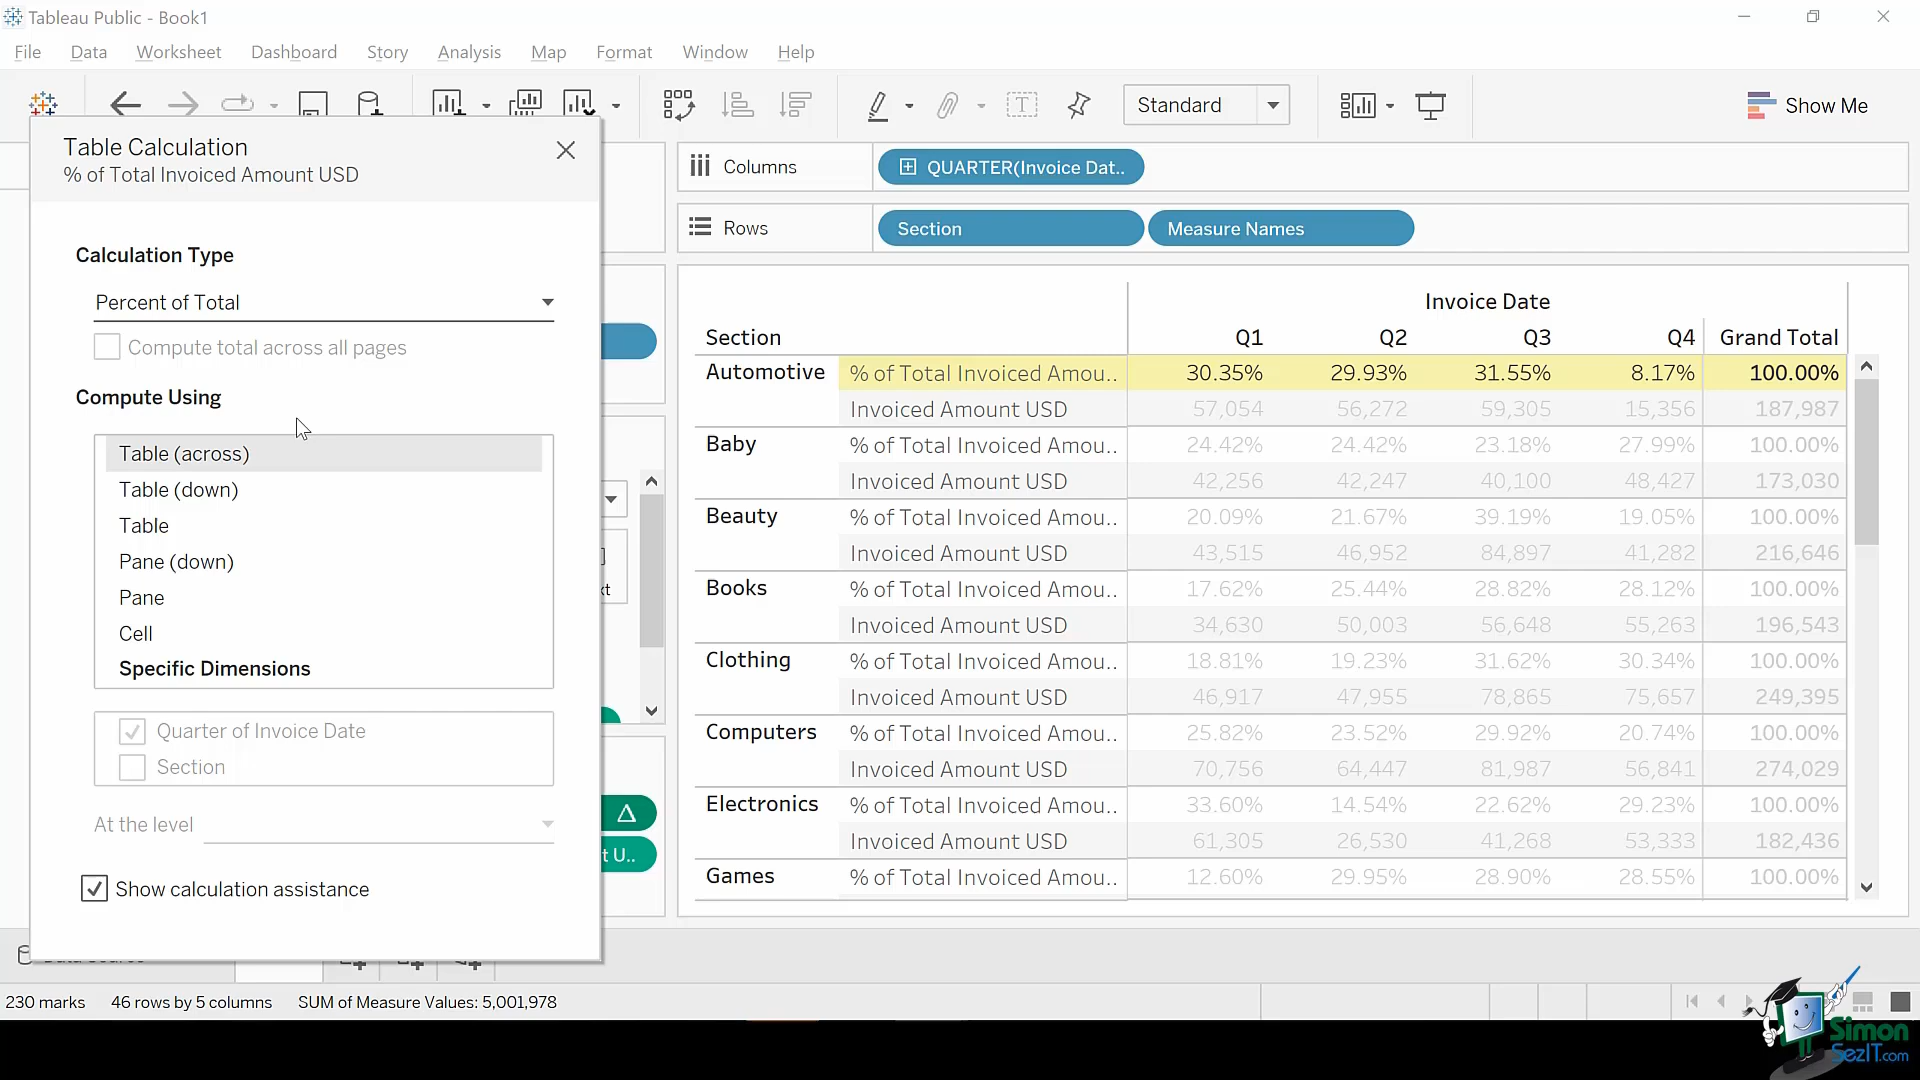 Tableau Public - Book1
File Data Worksheet Dashboard Story Analysis Map Format Window Help
Standard
Show Me
Table Calculation
% of Total Invoiced Amount USD
Calculation Type
Percent of Total
Compute total across all pages
Compute Using
Table (across)
Table (down)
Table
Pane (down)
Pane
Cell
Specific Dimensions
Quarter of Invoice Date
Section
At the level
Show calculation assistance
xt
t U..
Columns QUARTER(Invoice Dat..
Rows Section Measure Names
Invoice Date
Section Q1 Q2 Q3 Q4 Grand Total
Automotive % of Total Invoiced Amou.. 30.35% 29.93% 31.55% 8.17% 100.00%
Invoiced Amount USD 57,054 56,272 59,305 15,356 187,987
Baby % of Total Invoiced Amou.. 24.42% 24.42% 23.18% 27.99% 100.00%
Invoiced Amount USD 42,256 42,247 40,100 48,427 173,030
Beauty % of Total Invoiced Amou.. 20.09% 21.67% 39.19% 19.05% 100.00%
Invoiced Amount USD 43,515 46,952 84,897 41,282 216,646
Books % of Total Invoiced Amou.. 17.62% 25.44% 28.82% 28.12% 100.00%
Invoiced Amount USD 34,630 50,003 56,648 55,263 196,543
Clothing % of Total Invoiced Amou.. 18.81% 19.23% 31.62% 30.34% 100.00%
Invoiced Amount USD 46,917 47,955 78,865 75,657 249,395
Computers % of Total Invoiced Amou.. 25.82% 23.52% 29.92% 20.74% 100.00%
Invoiced Amount USD 70,756 64,447 81,987 56,841 274,029
Electronics % of Total Invoiced Amou.. 33.60% 14.54% 22.62% 29.23% 100.00%
Invoiced Amount USD 61,305 26,530 41,268 53,333 182,436
Games % of Total Invoiced Amou.. 12.60% 29.95% 28.90% 28.55% 100.00%
230 marks 46 rows by 5 columns SUM of Measure Values: 5,001,978
Simon
SezIT.com